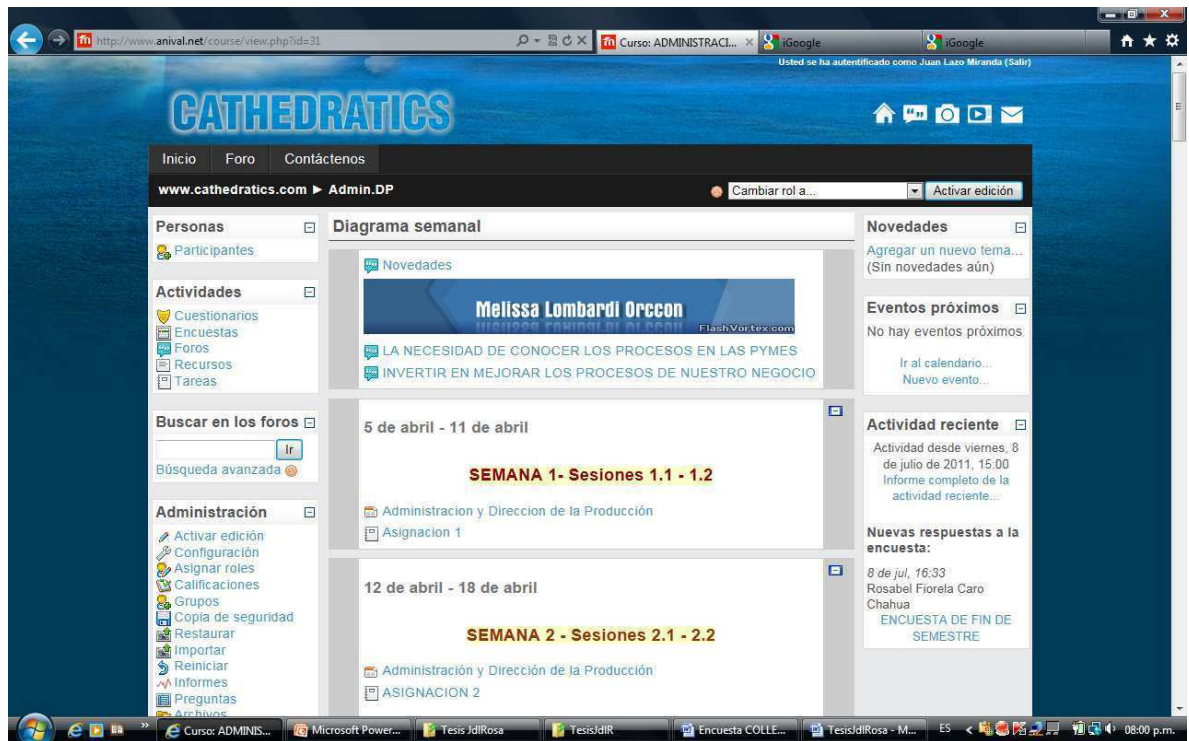 http://www.anival.net/course/view.php?id=31
Curso: ADMINISTRACI...
iGoogle
iGoogle
Usted se ha autentificado como Juan Lazo Miranda (Salir)
CATHEDRATICS
Inicio Foro Contáctenos
www.cathedratics.com ► Admin.DP
Cambiar rol a...
Activar edición
Personas
Participantes
Actividades
Cuestionarios
Encuestas
Foros
Recursos
Tareas
Buscar en los foros
Ir
Búsqueda avanzada
Administración
Activar edición
Configuración
Asignar roles
Calificaciones
Grupos
Copia de seguridad
Restaurar
Importar
Reiniciar
Informes
Preguntas
Archivos
Diagrama semanal
Novedades
Melissa Lombardi Orccon
FlashVortex.com
LA NECESIDAD DE CONOCER LOS PROCESOS EN LAS PYMES
INVERTIR EN MEJORAR LOS PROCESOS DE NUESTRO NEGOCIO
5 de abril - 11 de abril
SEMANA 1- Sesiones 1.1 - 1.2
Administracion y Direccion de la Producción
Asignacion 1
12 de abril - 18 de abril
SEMANA 2 - Sesiones 2.1 - 2.2
Administración y Dirección de la Producción
ASIGNACION 2
Novedades
Agregar un nuevo tema...
(Sin novedades aún)
Eventos próximos
No hay eventos próximos
Ir al calendario...
Nuevo evento...
Actividad reciente
Actividad desde viernes, 8
de julio de 2011, 15:00
Informe completo de la
actividad reciente...
Nuevas respuestas a la
encuesta:
8 de jul, 16:33
Rosabel Fiorela Caro
Chahua
ENCUESTA DE FIN DE
SEMESTRE
Curso: ADMINIS...
Microsoft Power...
Tesis JdlRosa
TesisJdlR
Encuesta COLLE...
TesisJdlRosa - M...
ES
08:00 p.m.